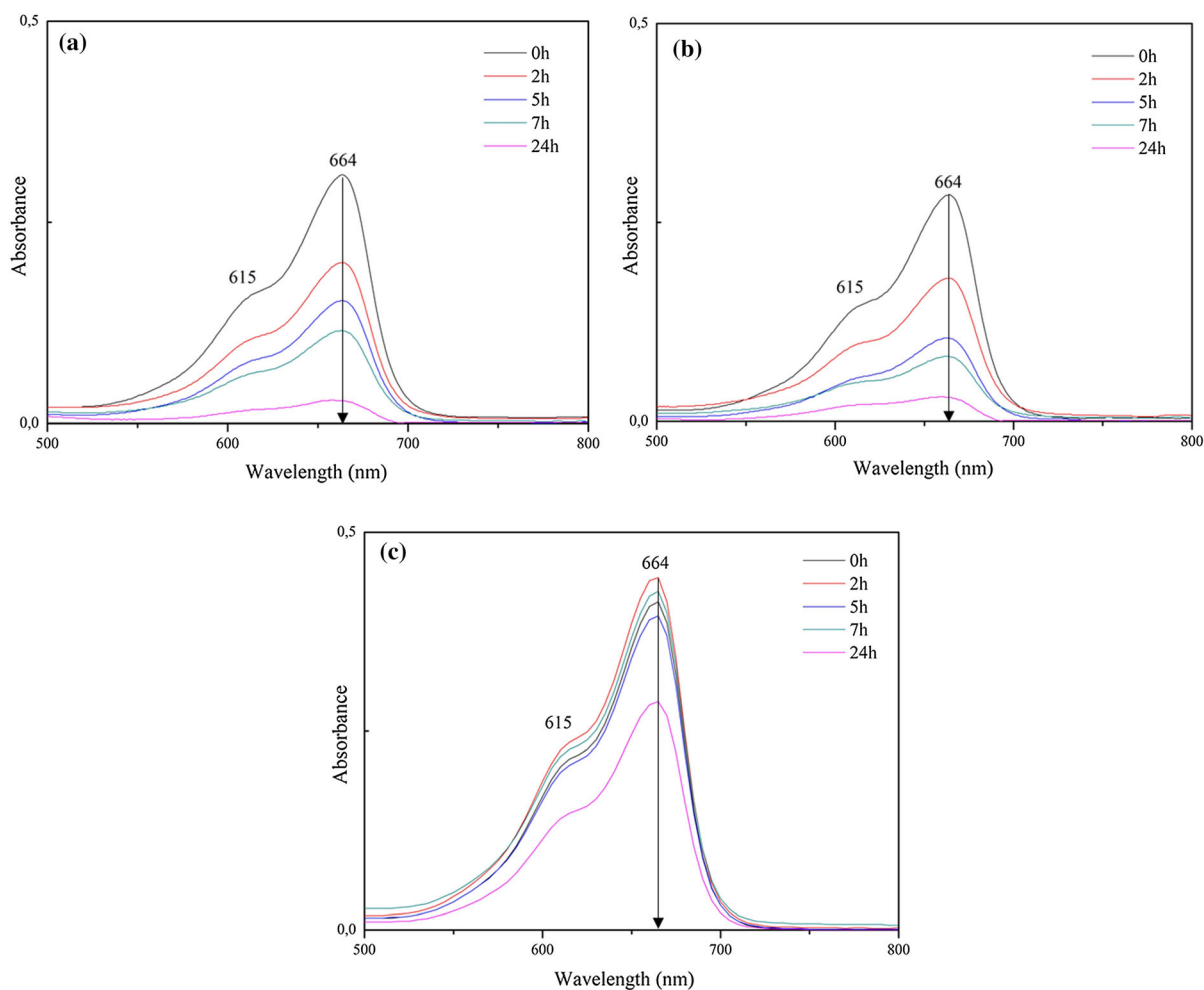 (a)
0,5
0h
2h
5h
7h
24h
664
615
Absorbance
0,0
500
600
700
800
Wavelength (nm)
(b)
0,5
0h
2h
5h
7h
24h
664
615
Absorbance
0,0
500
600
700
800
Wavelength (nm)
(c)
0,5
0h
2h
5h
7h
24h
664
615
Absorbance
0,0
500
600
700
800
Wavelength (nm)